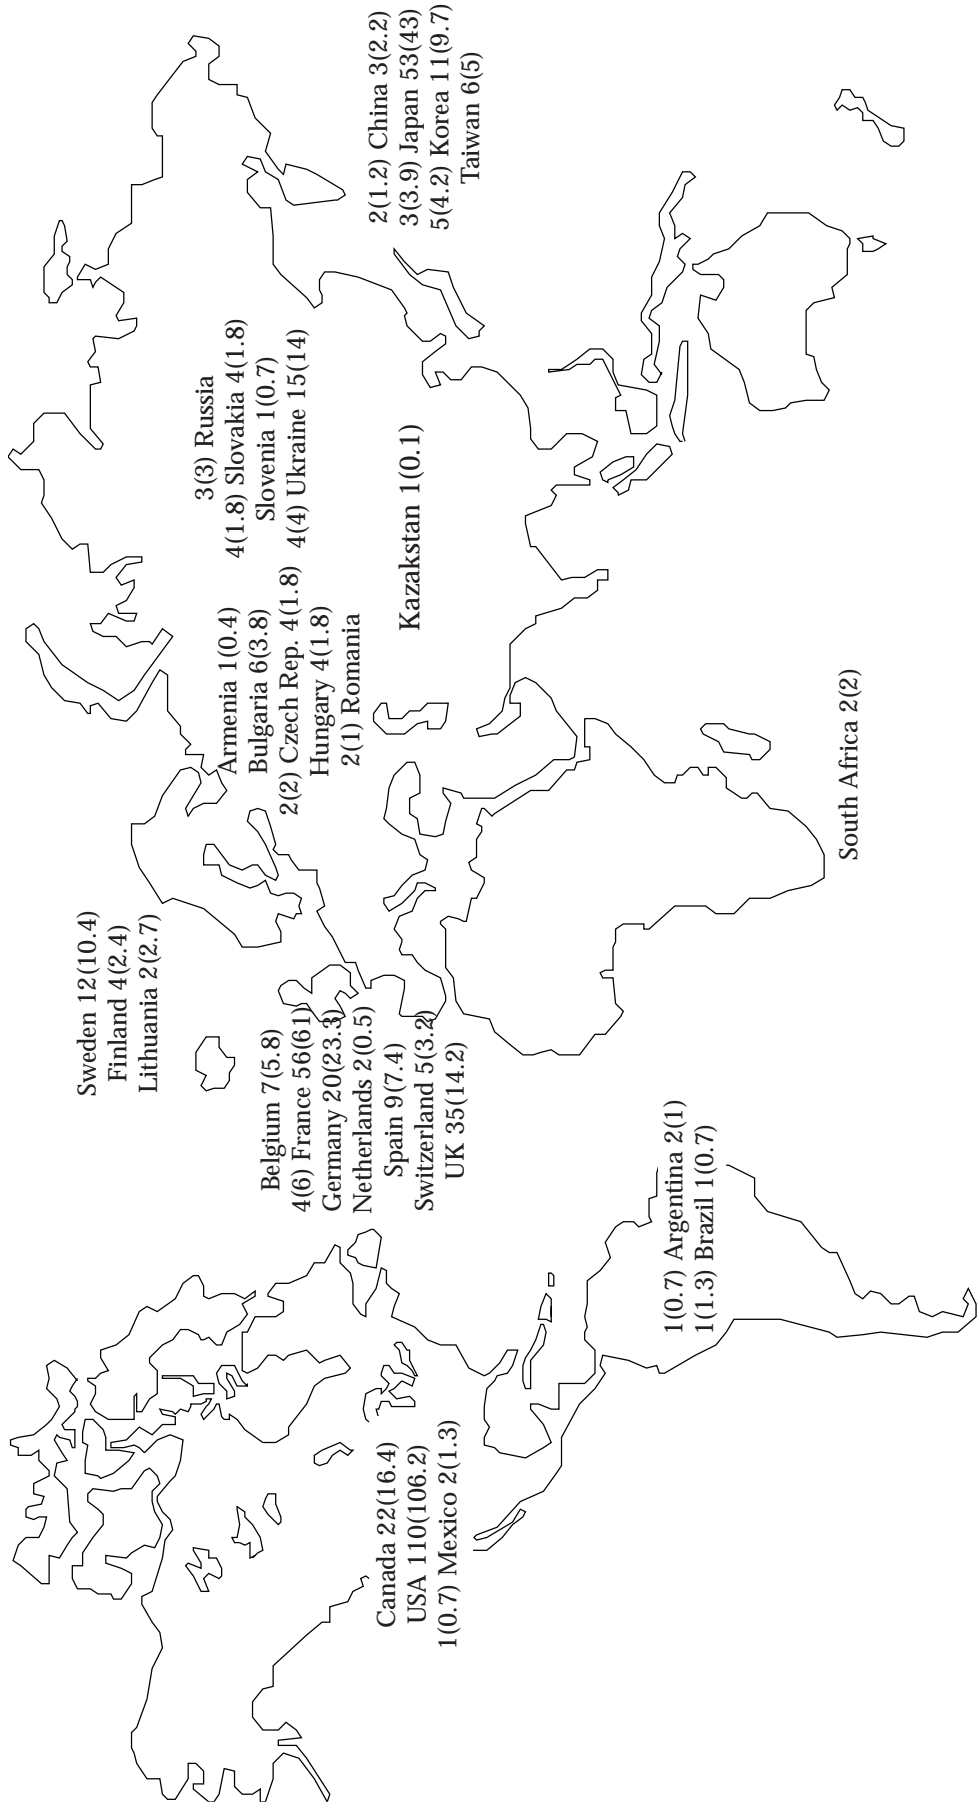 Canada 22(16.4)
USA 110(106.2)
1(0.7) Mexico 2(1.3)
1(0.7) Argentina 2(1)
1(1.3) Brazil 1(0.7)
Belgium 7(5.8)
4(6) France 56(61)
Germany 20(23.3)
Netherlands 2(0.5)
Spain 9(7.4)
Switzerland 5(3.2)
UK 35(14.2)
Sweden 12(10.4)
Finland 4(2.4)
Lithuania 2(2.7)
Armenia 1(0.4)
Bulgaria 6(3.8)
2(2) Czech Rep. 4(1.8)
Hungary 4(1.8)
2(1) Romania
3(3) Russia
4(1.8) Slovakia 4(1.8)
Slovenia 1(0.7)
4(4) Ukraine 15(14)
Kazakstan 1(0.1)
South Africa 2(2)
2(1.2) China 3(2.2)
3(3.9) Japan 53(43)
5(4.2) Korea 11(9.7)
Taiwan 6(5)